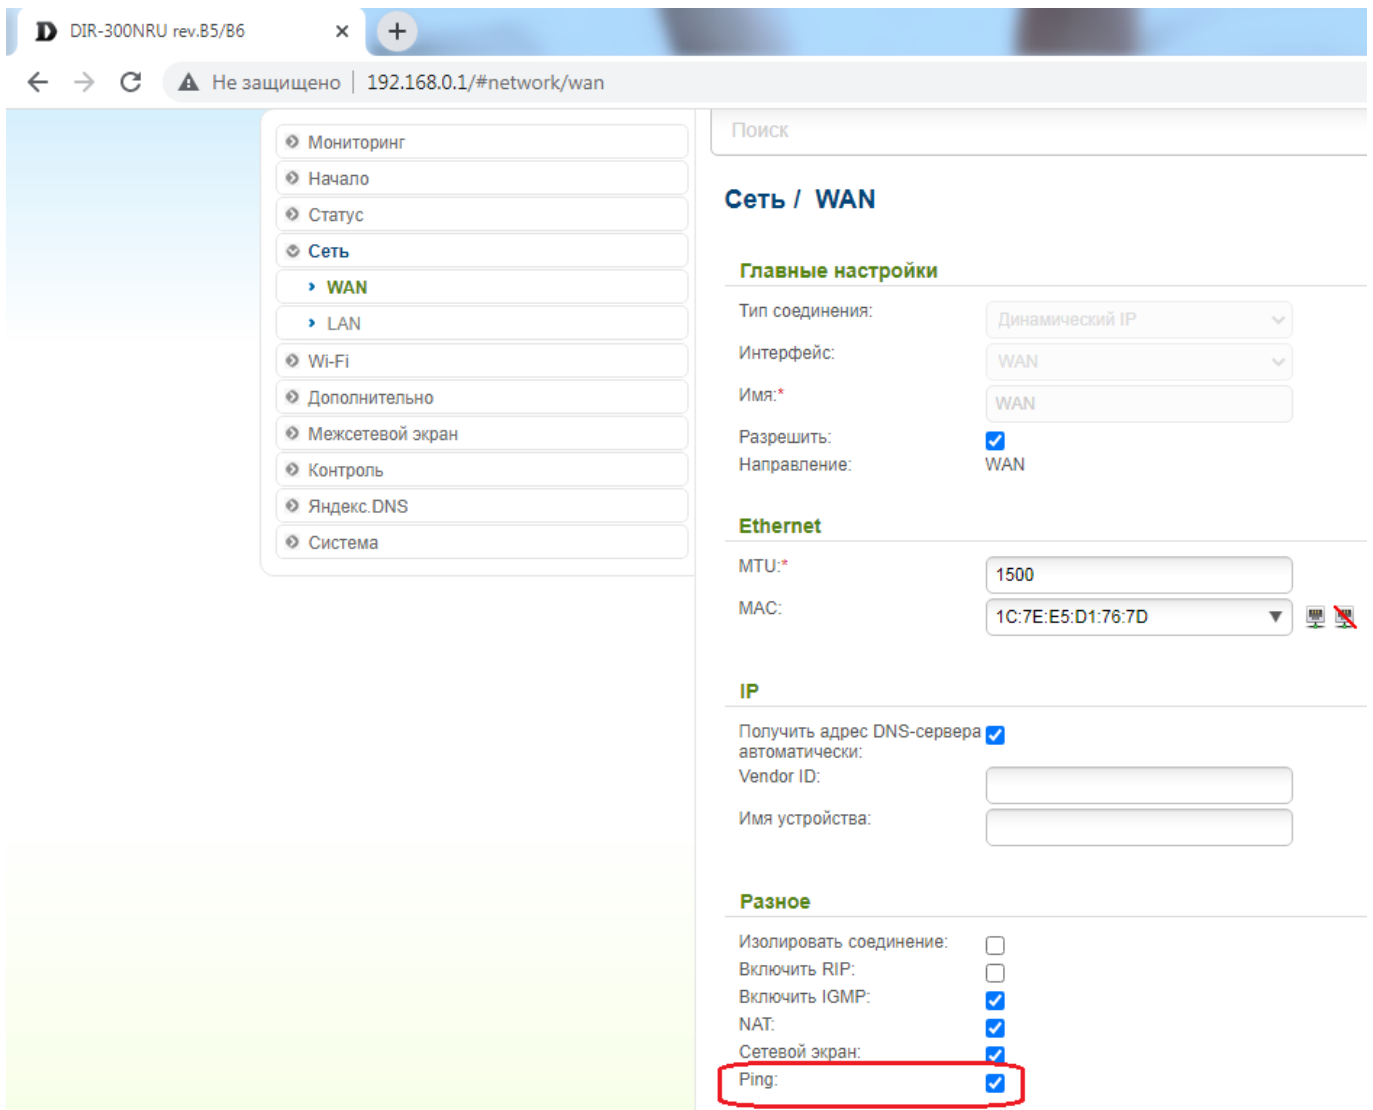 DIR-300NRU rev.B5/B6
Не защищено 192.168.0.1/#network/wan
Мониторинг
Начало
Статус
Сеть
WAN
LAN
Wi-Fi
Дополнительно
Межсетевой экран
Контроль
Яндекс.DNS
Система
Поиск
Сеть / WAN
Главные настройки
Тип соединения: Динамический IP
Интерфейс: WAN
Имя:* WAN
Разрешить:
Направление: WAN
Ethernet
MTU:* 1500
MAC: 1C:7E:E5:D1:76:7D
IP
Получить адрес DNS-сервера
автоматически:
Vendor ID:
Имя устройства:
Разное
Изолировать соединение:
Включить RIP:
Включить IGMP:
NAT:
Сетевой экран:
Ping: